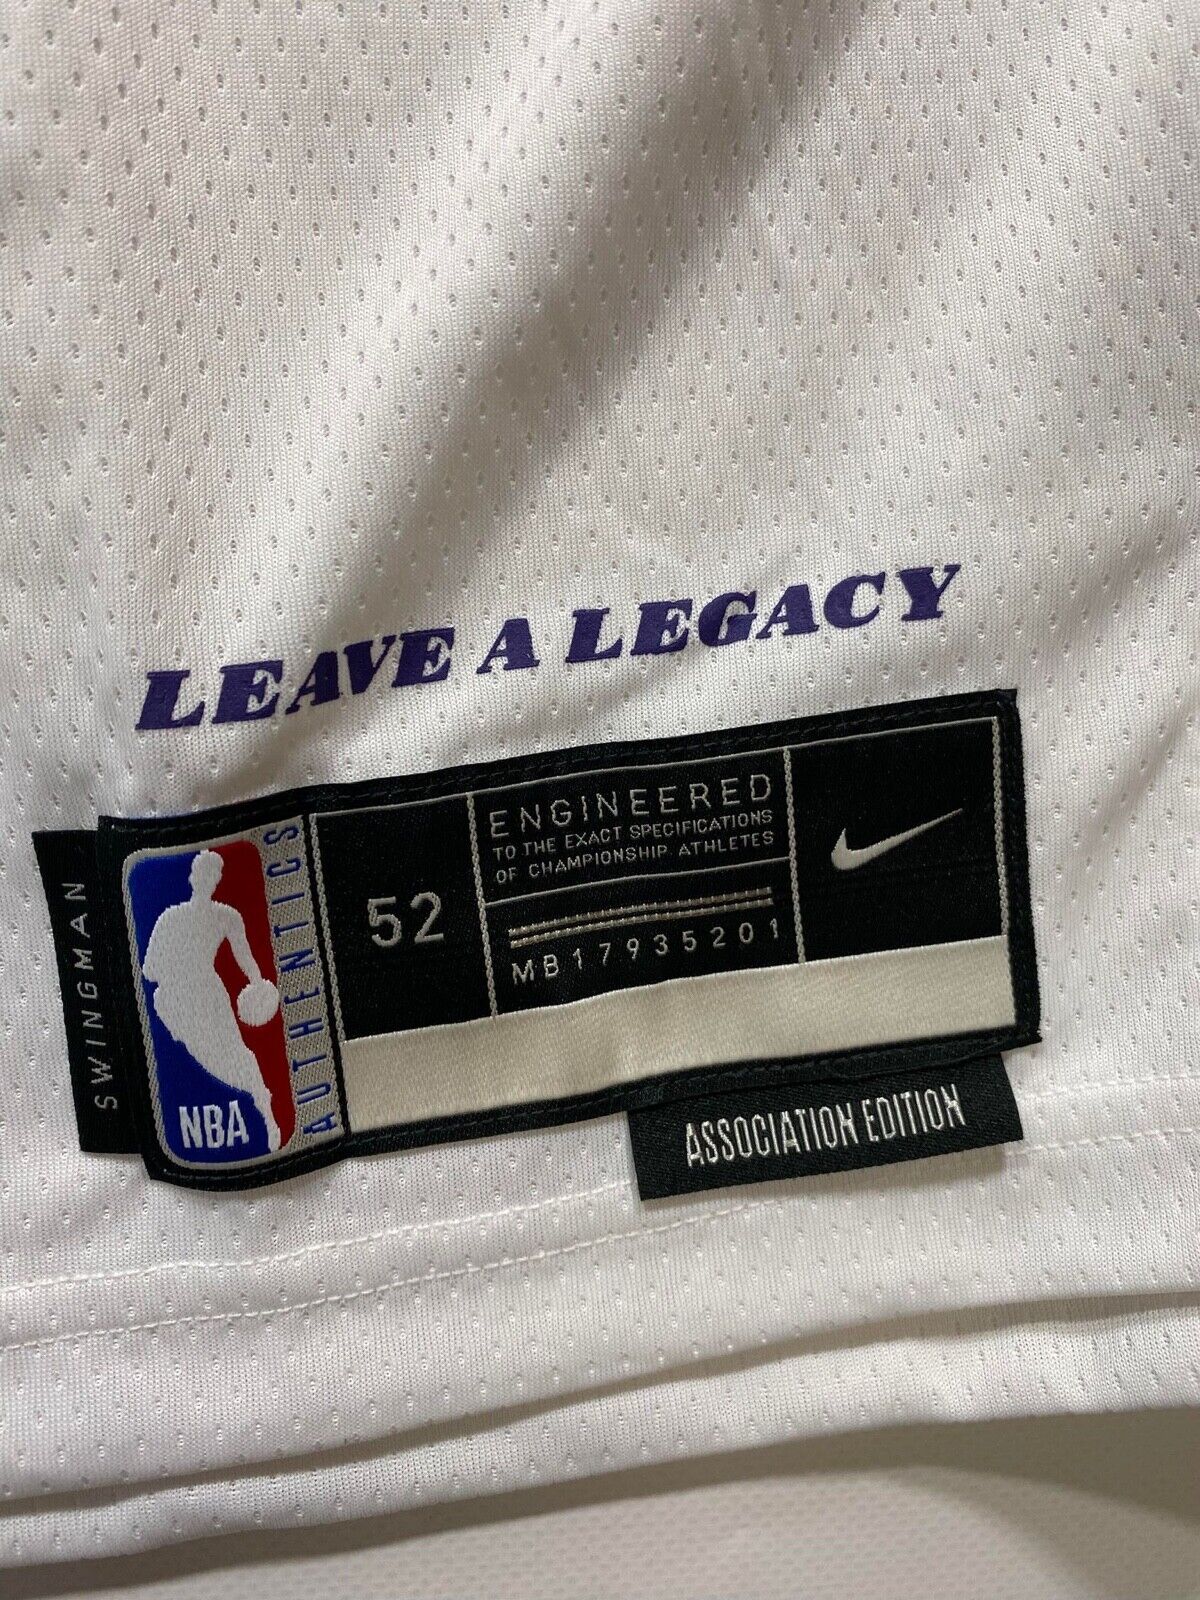 LEAVE A LEGACY
SWINGMAN
NBA
AUTHENTICS
52
ENGINEERED
TO THE EXACT SPECIFICATIONS
OF CHAMPIONSHIP ATHLETES
MB17935201
ASSOCIATION EDITION